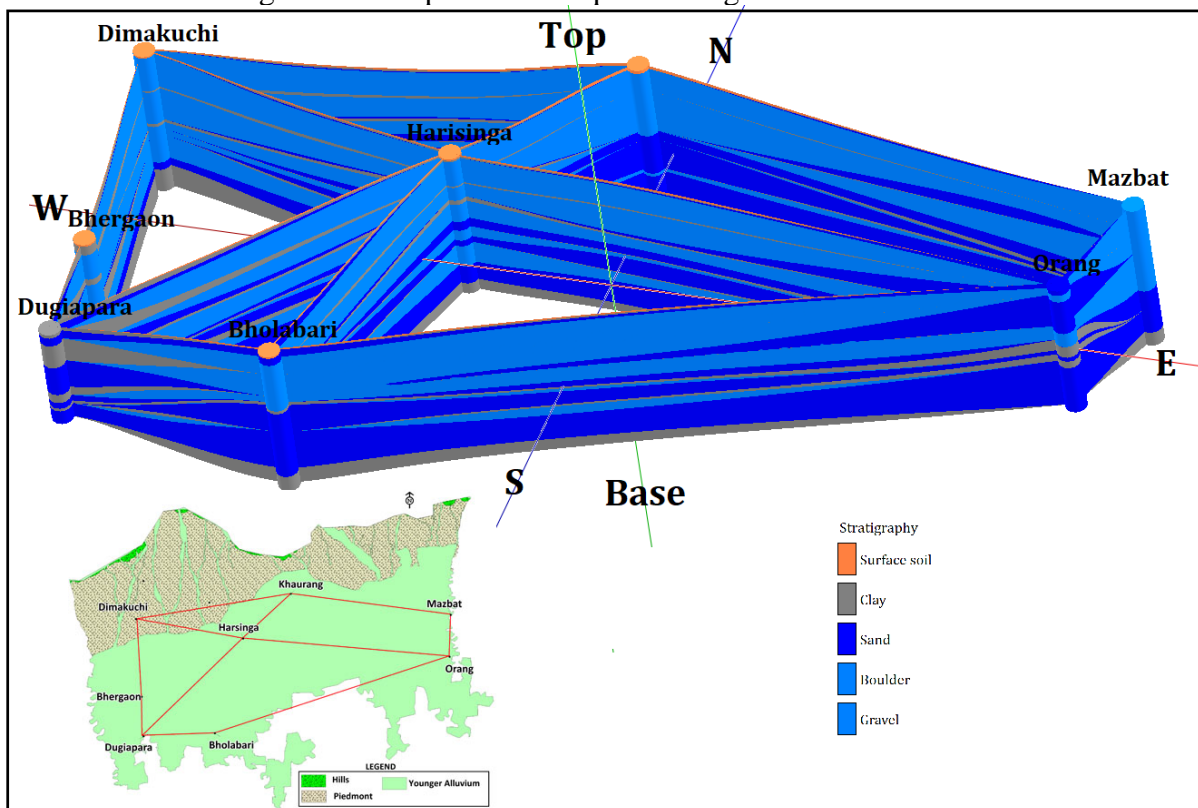 Dimakuchi
Top
N
Harisinga
Mazbat
W
Bhergaon
Orang
Dugiapara
Bholabari
E
S
Base
Stratigraphy
Surface soil
Clay
Sand
Boulder
Gravel
Khaurang
Dimakuchi
Mazbat
Harsinga
Orang
Bhergaon
Dugiapara
Bholabari
LEGEND
Hills
Younger Alluvium
Piedmont